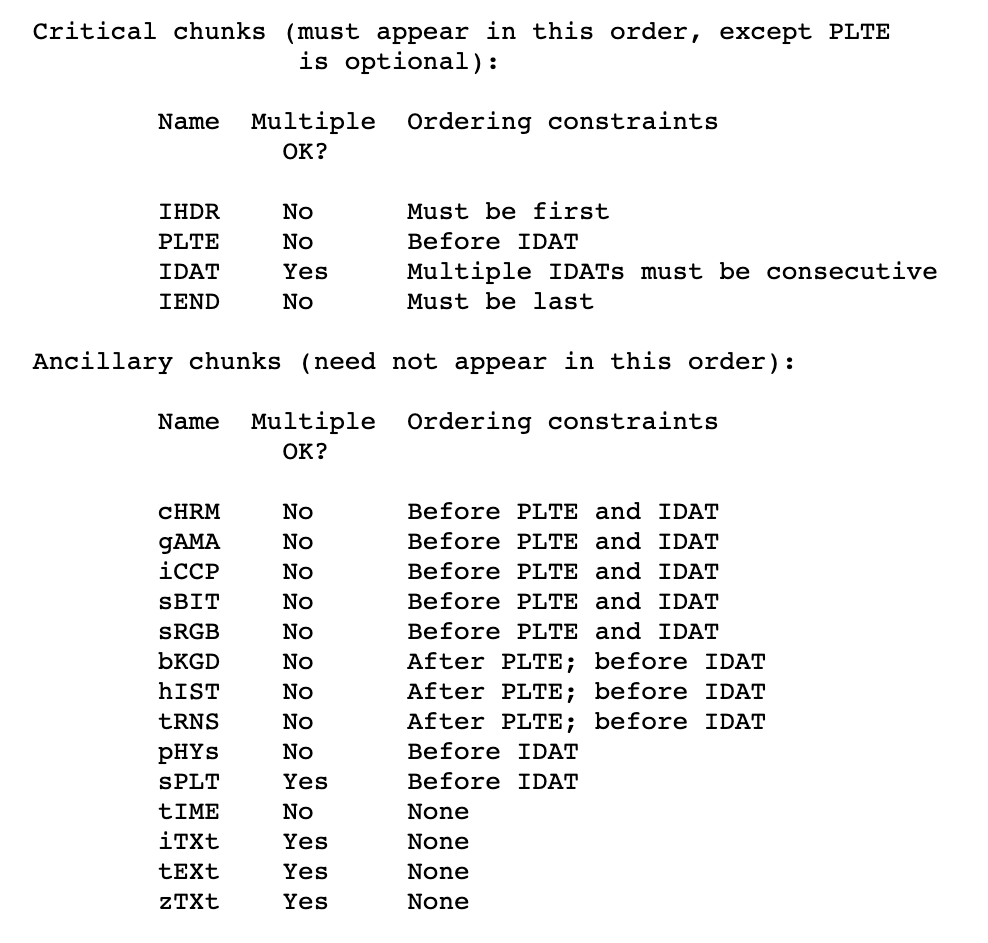 Critical chunks (must appear in this order, except PLTE
is optional):
Name Multiple Ordering constraints
OK?
IHDR No Must be first
PLTE No Before IDAT
IDAT Yes Multiple IDATs must be consecutive
IEND No Must be last
Ancillary chunks (need not appear in this order):
Name Multiple Ordering constraints
OK?
cHRM No Before PLTE and IDAT
gAMA No Before PLTE and IDAT
iCCP No Before PLTE and IDAT
sBIT No Before PLTE and IDAT
sRGB No Before PLTE and IDAT
bKGD No After PLTE; before IDAT
hIST No After PLTE; before IDAT
tRNS No After PLTE; before IDAT
pHYs No Before IDAT
sPLT Yes Before IDAT
tIME No None
iTXt Yes None
tEXt Yes None
zTXt Yes None